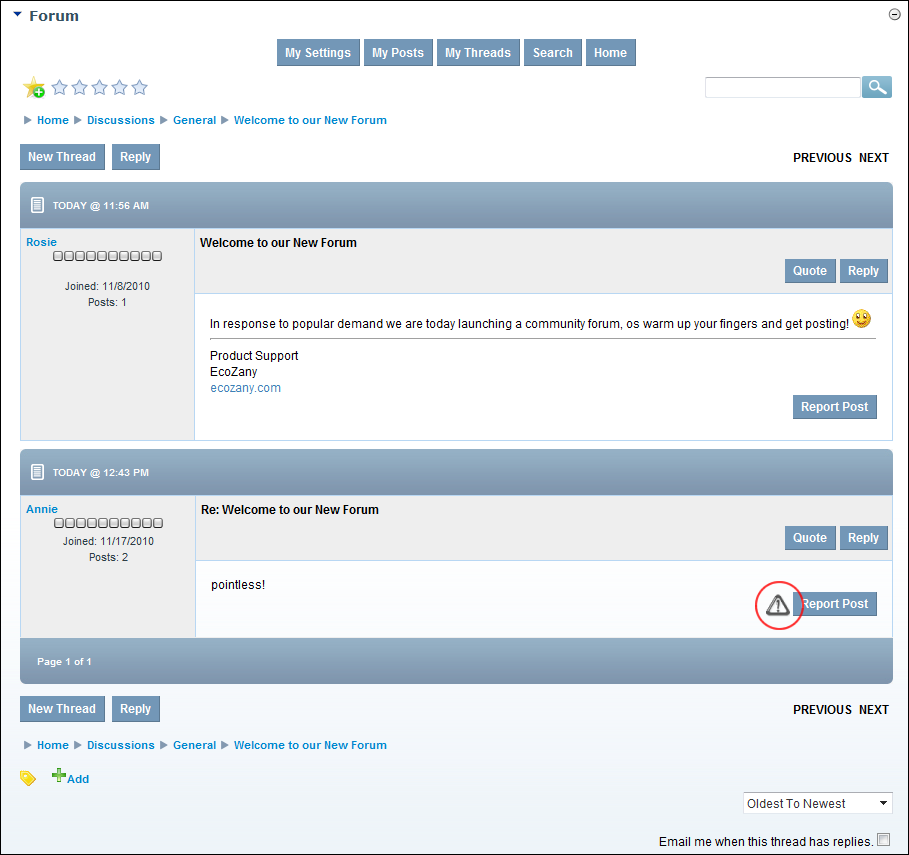 Forum
My Settings My Posts My Threads Search Home
Home Discussions General Welcome to our New Forum
New Thread Reply PREVIOUS NEXT
TODAY @ 11:56 AM
Rosie
Joined: 11/8/2010
Posts: 1
Welcome to our New Forum
Quote Reply
In response to popular demand we are today launching a community forum, os warm up your fingers and get posting!
Product Support
EcoZany
ecozany.com
Report Post
TODAY @ 12:43 PM
Annie
Joined: 11/17/2010
Posts: 2
Re: Welcome to our New Forum
Quote Reply
pointless!
Report Post
Page 1 of 1
New Thread Reply PREVIOUS NEXT
Home Discussions General Welcome to our New Forum
Add
Oldest To Newest
Email me when this thread has replies.